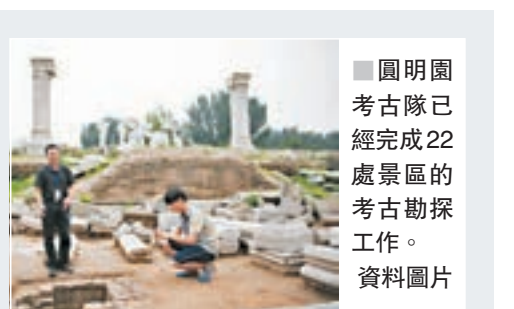 ■圓明園
考古隊已
經完成22
處景區的
考古勘探
工作。
資料圖片